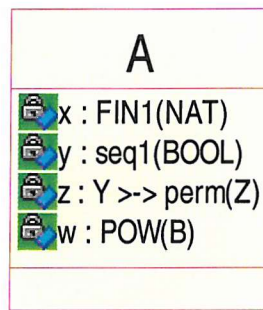 A
x : FIN1(NAT)
y : seq1(BOOL)
z : Y >-> perm(Z)
w : POW(B)